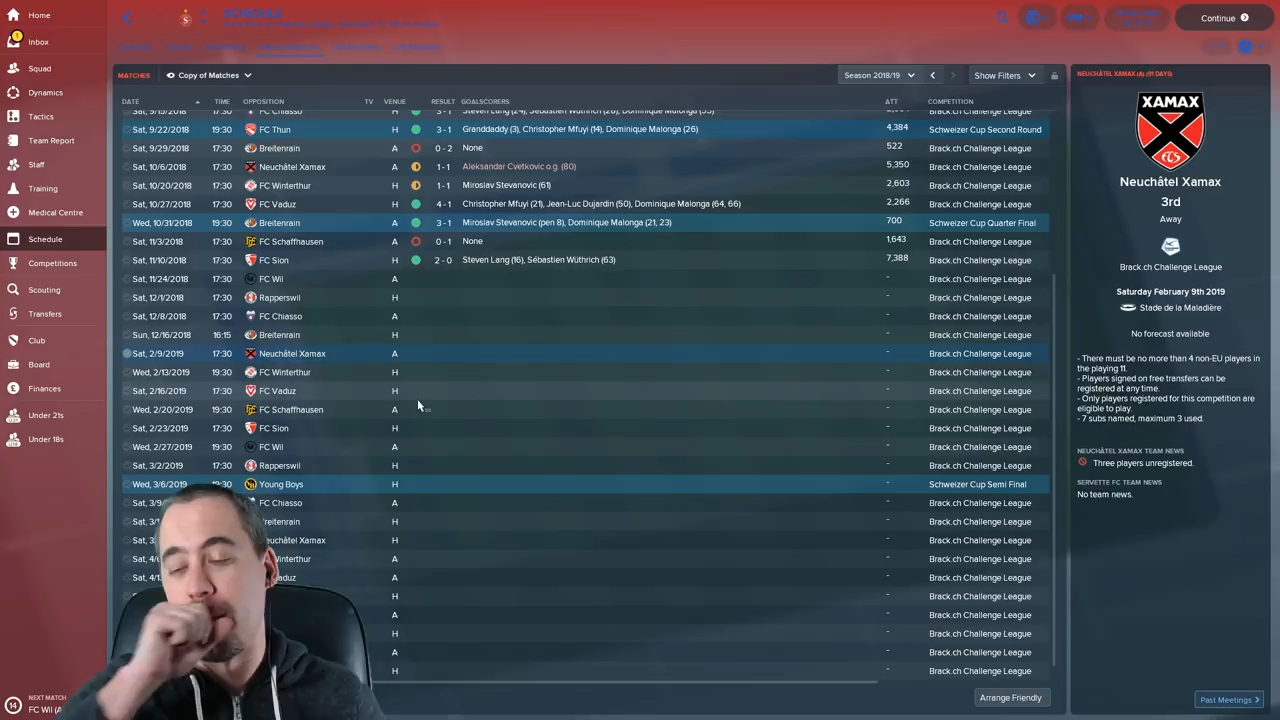 Home
SCHEDULE
Continue
Inbox
Squad
Dynamics
Tactics
Team Report
Staff
Training
Medical Centre
Schedule
Competitions
Scouting
Transfers
Club
Board
Finances
Under 21s
Under 18s
14
NEXT MATCH
FC Wil (A
MATCHES Copy of Matches Season 2018/19 Show Filters
DATE TIME OPPOSITION TV VENUE RESULT GOALSCORERS ATT COMPETITION
Sat, 9/22/2018 19:30 FC Thun H 3 - 1 Granddaddy (3), Christopher Mfuyi (14), Dominique Malonga (26) 4,384 Schweizer Cup Second Round
Sat, 9/29/2018 17:30 Breitenrain A 0 - 2 None 522 Brack.ch Challenge League
Sat, 10/6/2018 17:30 Neuchâtel Xamax A 1 - 1 Aleksandar Cvetkovic o.g. (80) 5,350 Brack.ch Challenge League
Sat, 10/20/2018 17:30 FC Winterthur H 1 - 1 Miroslav Stevanovic (61) 2,603 Brack.ch Challenge League
Sat, 10/27/2018 17:30 FC Vaduz H 4 - 1 Christopher Mfuyi (21), Jean-Luc Dujardin (50), Dominique Malonga (64, 66) 2,266 Brack.ch Challenge League
Wed, 10/31/2018 17:30 Breitenrain A 3 - 1 Miroslav Stevanovic (pen 8), Dominique Malonga (21, 23) 700 Schweizer Cup Quarter Final
Sat, 11/3/2018 17:30 FC Schaffhausen A 0 - 1 None 1,643 Brack.ch Challenge League
Sat, 11/10/2018 17:30 FC Sion H 2 - 0 Steven Lang (16), Sébastien Wüthrich (63) 7,388 Brack.ch Challenge League
Sat, 11/24/2018 17:30 FC Wil A - Brack.ch Challenge League
Sat, 12/1/2018 17:30 Rapperswil H - Brack.ch Challenge League
Sat, 12/8/2018 17:30 FC Chiasso A - Brack.ch Challenge League
Sun, 12/16/2018 16:15 Breitenrain H - Brack.ch Challenge League
Sat, 2/9/2019 17:30 Neuchâtel Xamax A - Brack.ch Challenge League
Wed, 2/13/2019 19:30 FC Winterthur H - Brack.ch Challenge League
Sat, 2/16/2019 17:30 FC Vaduz H - Brack.ch Challenge League
Wed, 2/20/2019 19:30 FC Schaffhausen A - Brack.ch Challenge League
Sat, 2/23/2019 17:30 FC Sion H - Brack.ch Challenge League
Wed, 2/27/2019 19:30 FC Wil A - Brack.ch Challenge League
Sat, 3/2/2019 17:30 Rapperswil H - Brack.ch Challenge League
Wed, 3/6/2019 19:30 Young Boys H - Schweizer Cup Semi Final
Sat, FC Chiasso A - Brack.ch Challenge League
Sat, H - Brack.ch Challenge League
Sat, H - Brack.ch Challenge League
Sat, A - Brack.ch Challenge League
Sat, A - Brack.ch Challenge League
H - Brack.ch Challenge League
A - Brack.ch Challenge League
H - Brack.ch Challenge League
A - Brack.ch Challenge League
H - Brack.ch Challenge League
Arrange Friendly
NEUCHÂTEL XAMAX (A) (91 DAYS)
XAMAX
Neuchâtel Xamax
3rd
Away
Brack.ch Challenge League
Saturday February 9th 2019
Stade de la Maladière
No forecast available
- There must be no more than 4 non-EU players in
the playing 11.
- Players signed on free transfers can be
registered at any time.
- Only players registered for this competition are
eligible to play.
- 7 subs named, maximum 3 used.
NEUCHÂTEL XAMAX TEAM NEWS
Three players unregistered.
SERVETTE FC TEAM NEWS
No team news.
Past Meetings